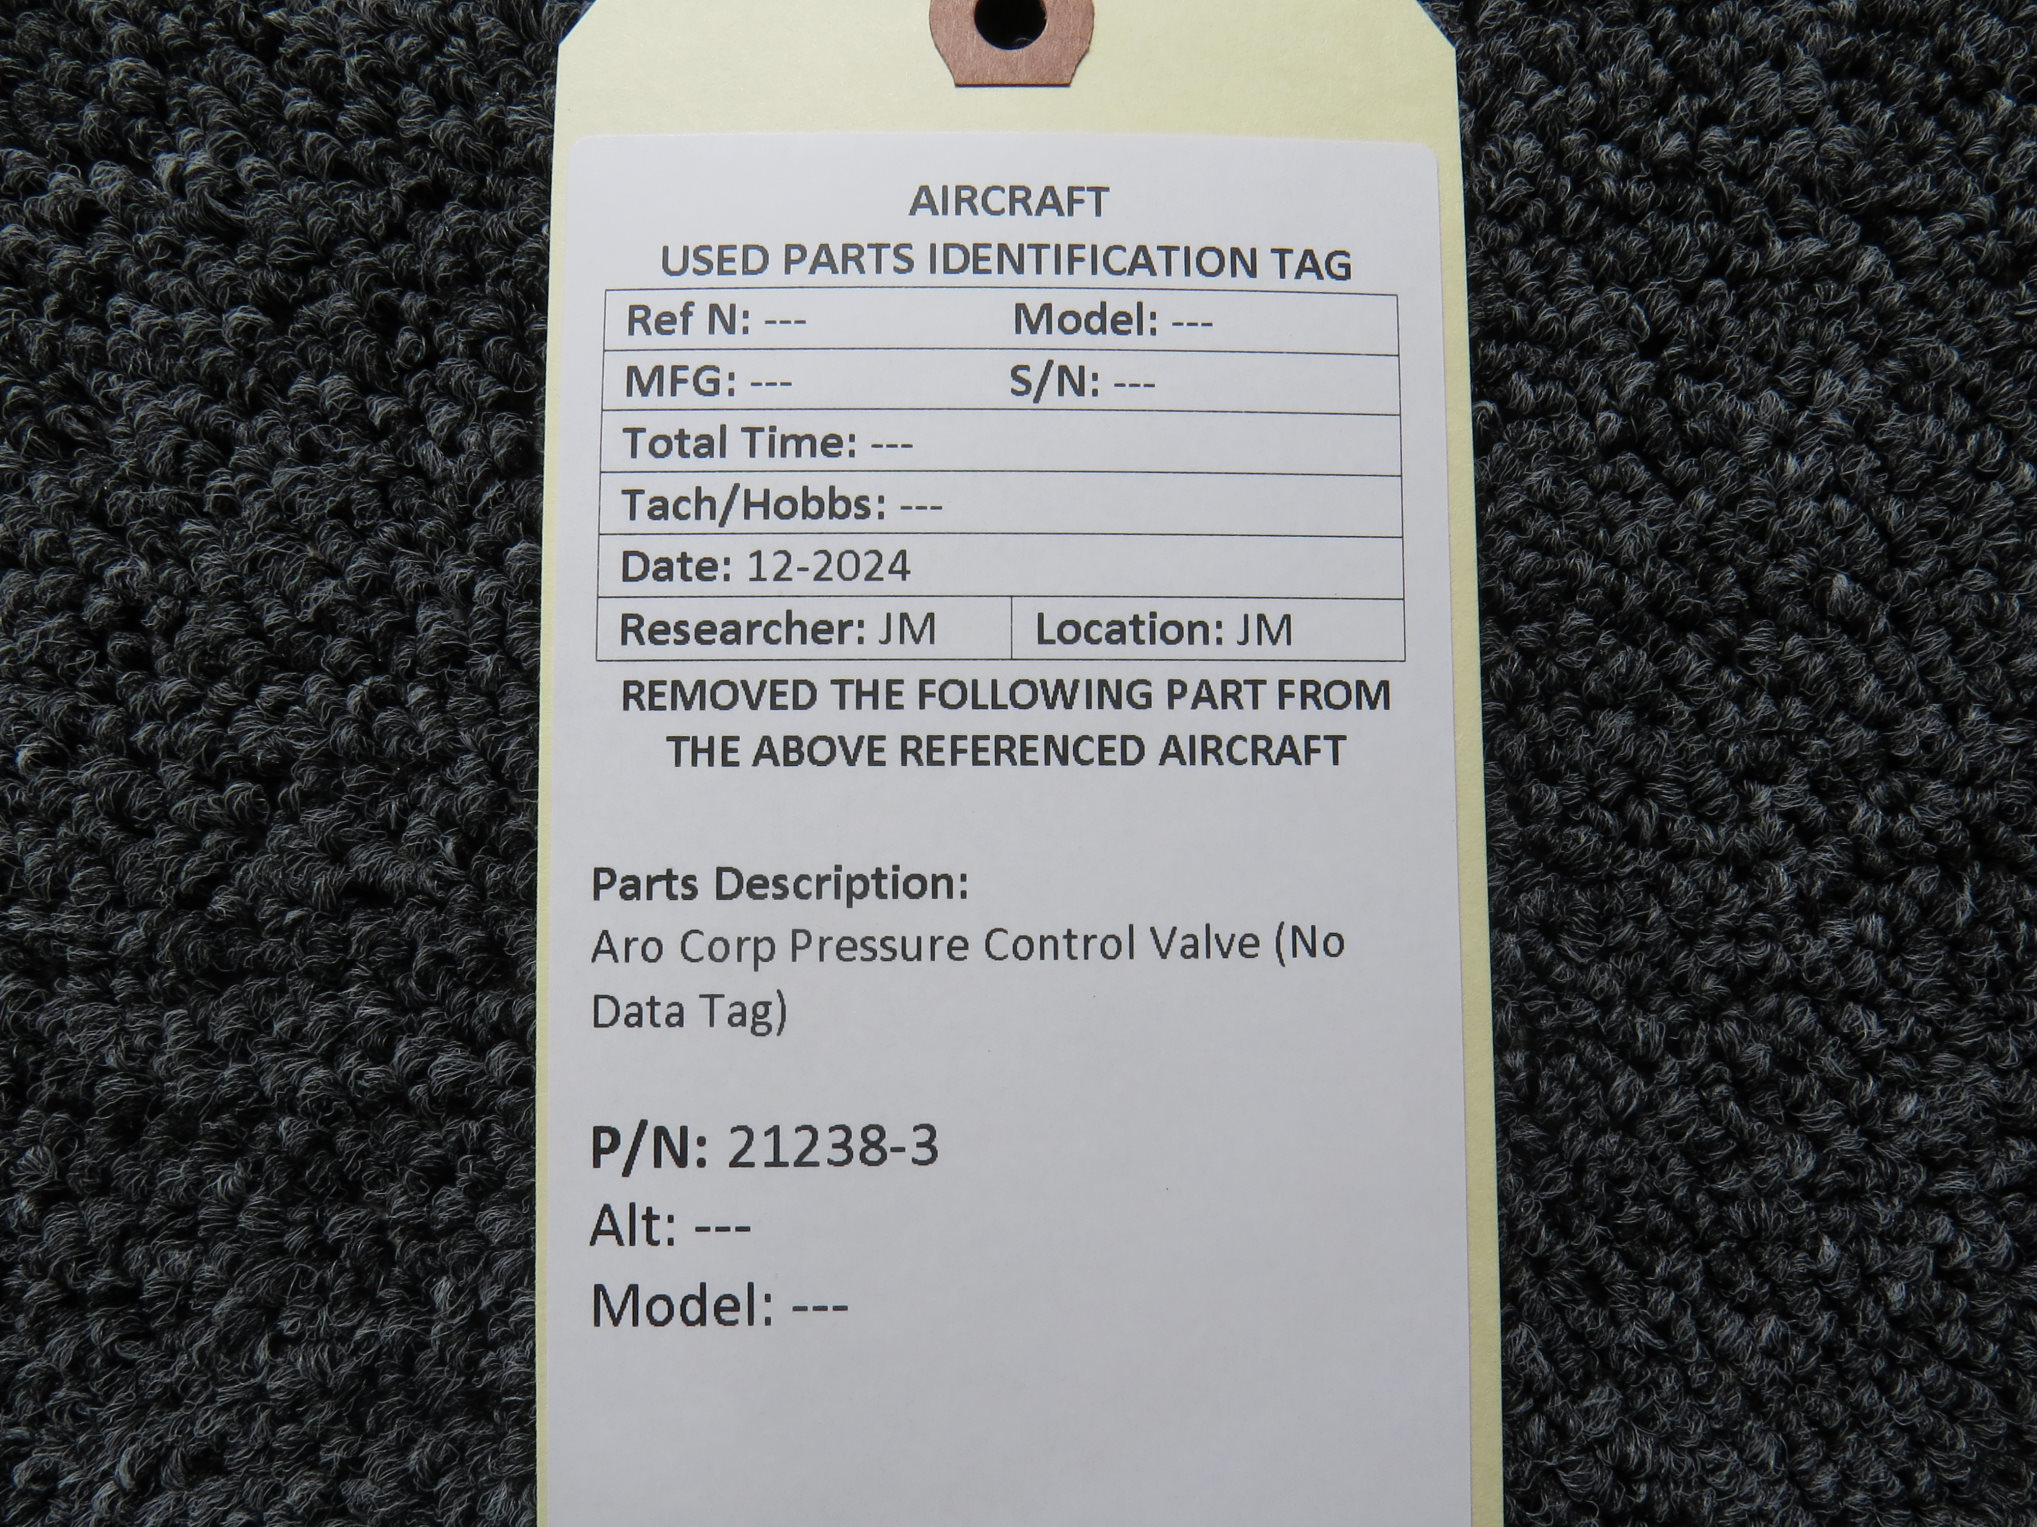 AIRCRAFT
USED PARTS IDENTIFICATION TAG
Ref N: --- Model: ---
MFG: --- S/N: ---
Total Time: ---
Tach/Hobbs: ---
Date: 12-2024
Researcher: JM Location: JM
REMOVED THE FOLLOWING PART FROM
THE ABOVE REFERENCED AIRCRAFT
Parts Description:
Aro Corp Pressure Control Valve (No
Data Tag)
P/N: 21238-3
Alt: ---
Model: ---